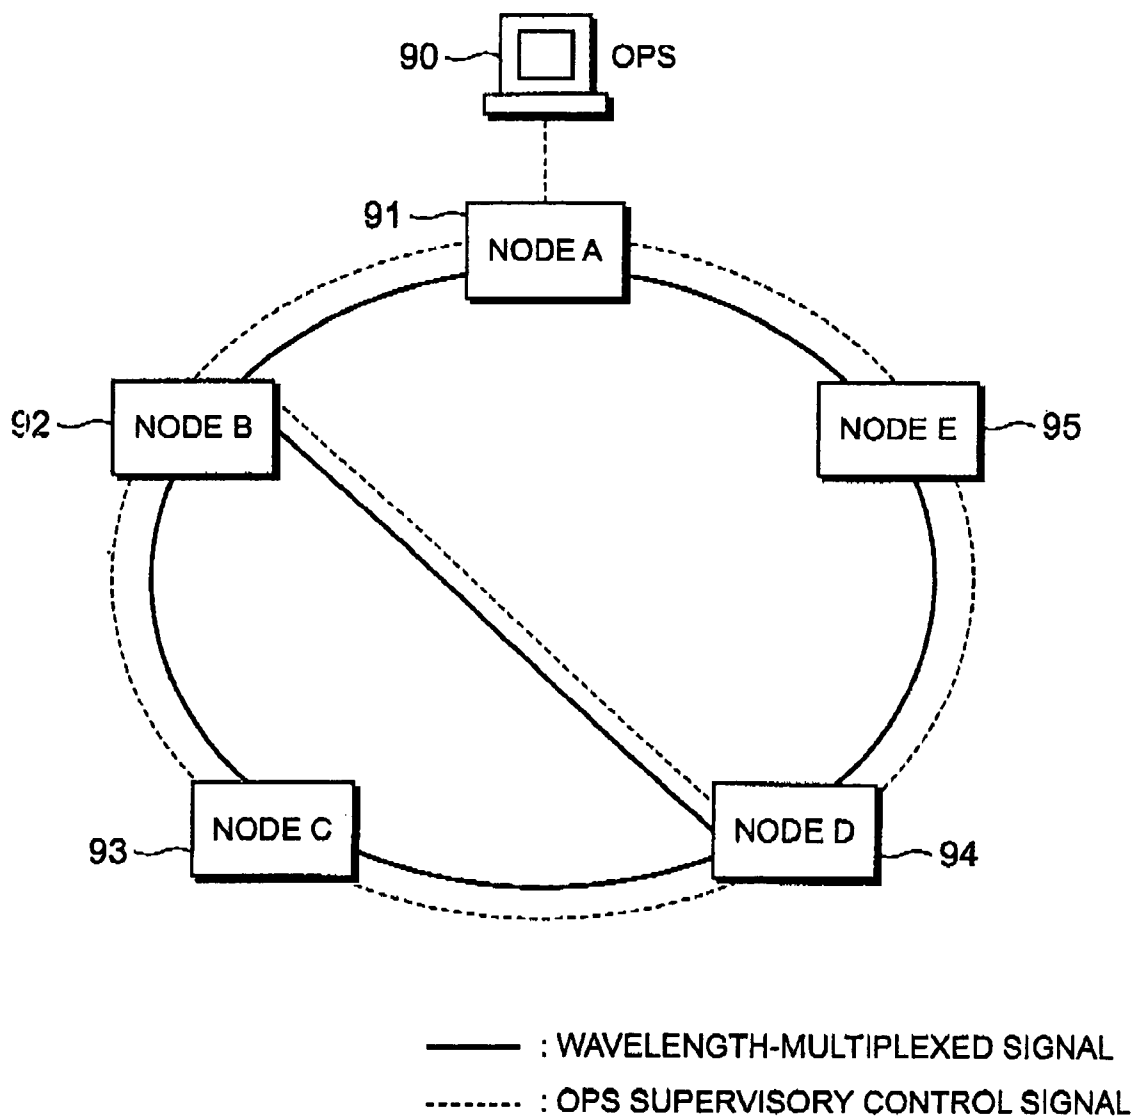 90 OPS
91
NODE A
92 NODE B
NODE E 95
NODE C
93
NODE D
94
: WAVELENGTH-MULTIPLEXED SIGNAL
: OPS SUPERVISORY CONTROL SIGNAL